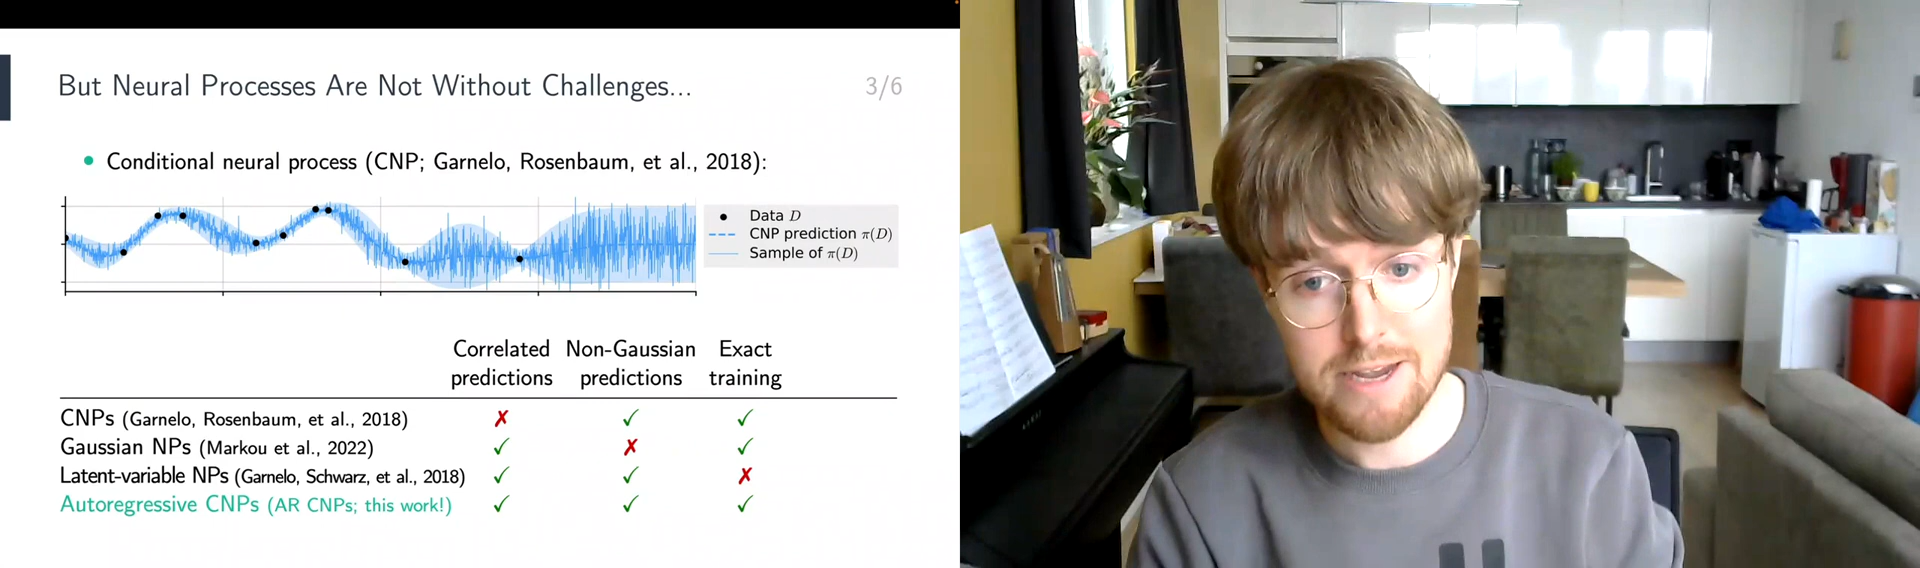 But Neural Processes Are Not Without Challenges...
3/6
• Conditional neural process (CNP; Garnelo, Rosenbaum, et al., 2018):
Data D
CNP prediction π(D)
Sample of π(D)
Correlated predictions
Non-Gaussian predictions
Exact training
CNPs (Garnelo, Rosenbaum, et al., 2018) ✗ ✓ ✓
Gaussian NPs (Markou et al., 2022) ✓ ✗ ✓
Latent-variable NPs (Garnelo, Schwarz, et al., 2018) ✓ ✓ ✗
Autoregressive CNPs (AR CNPs; this work!) ✓ ✓ ✓